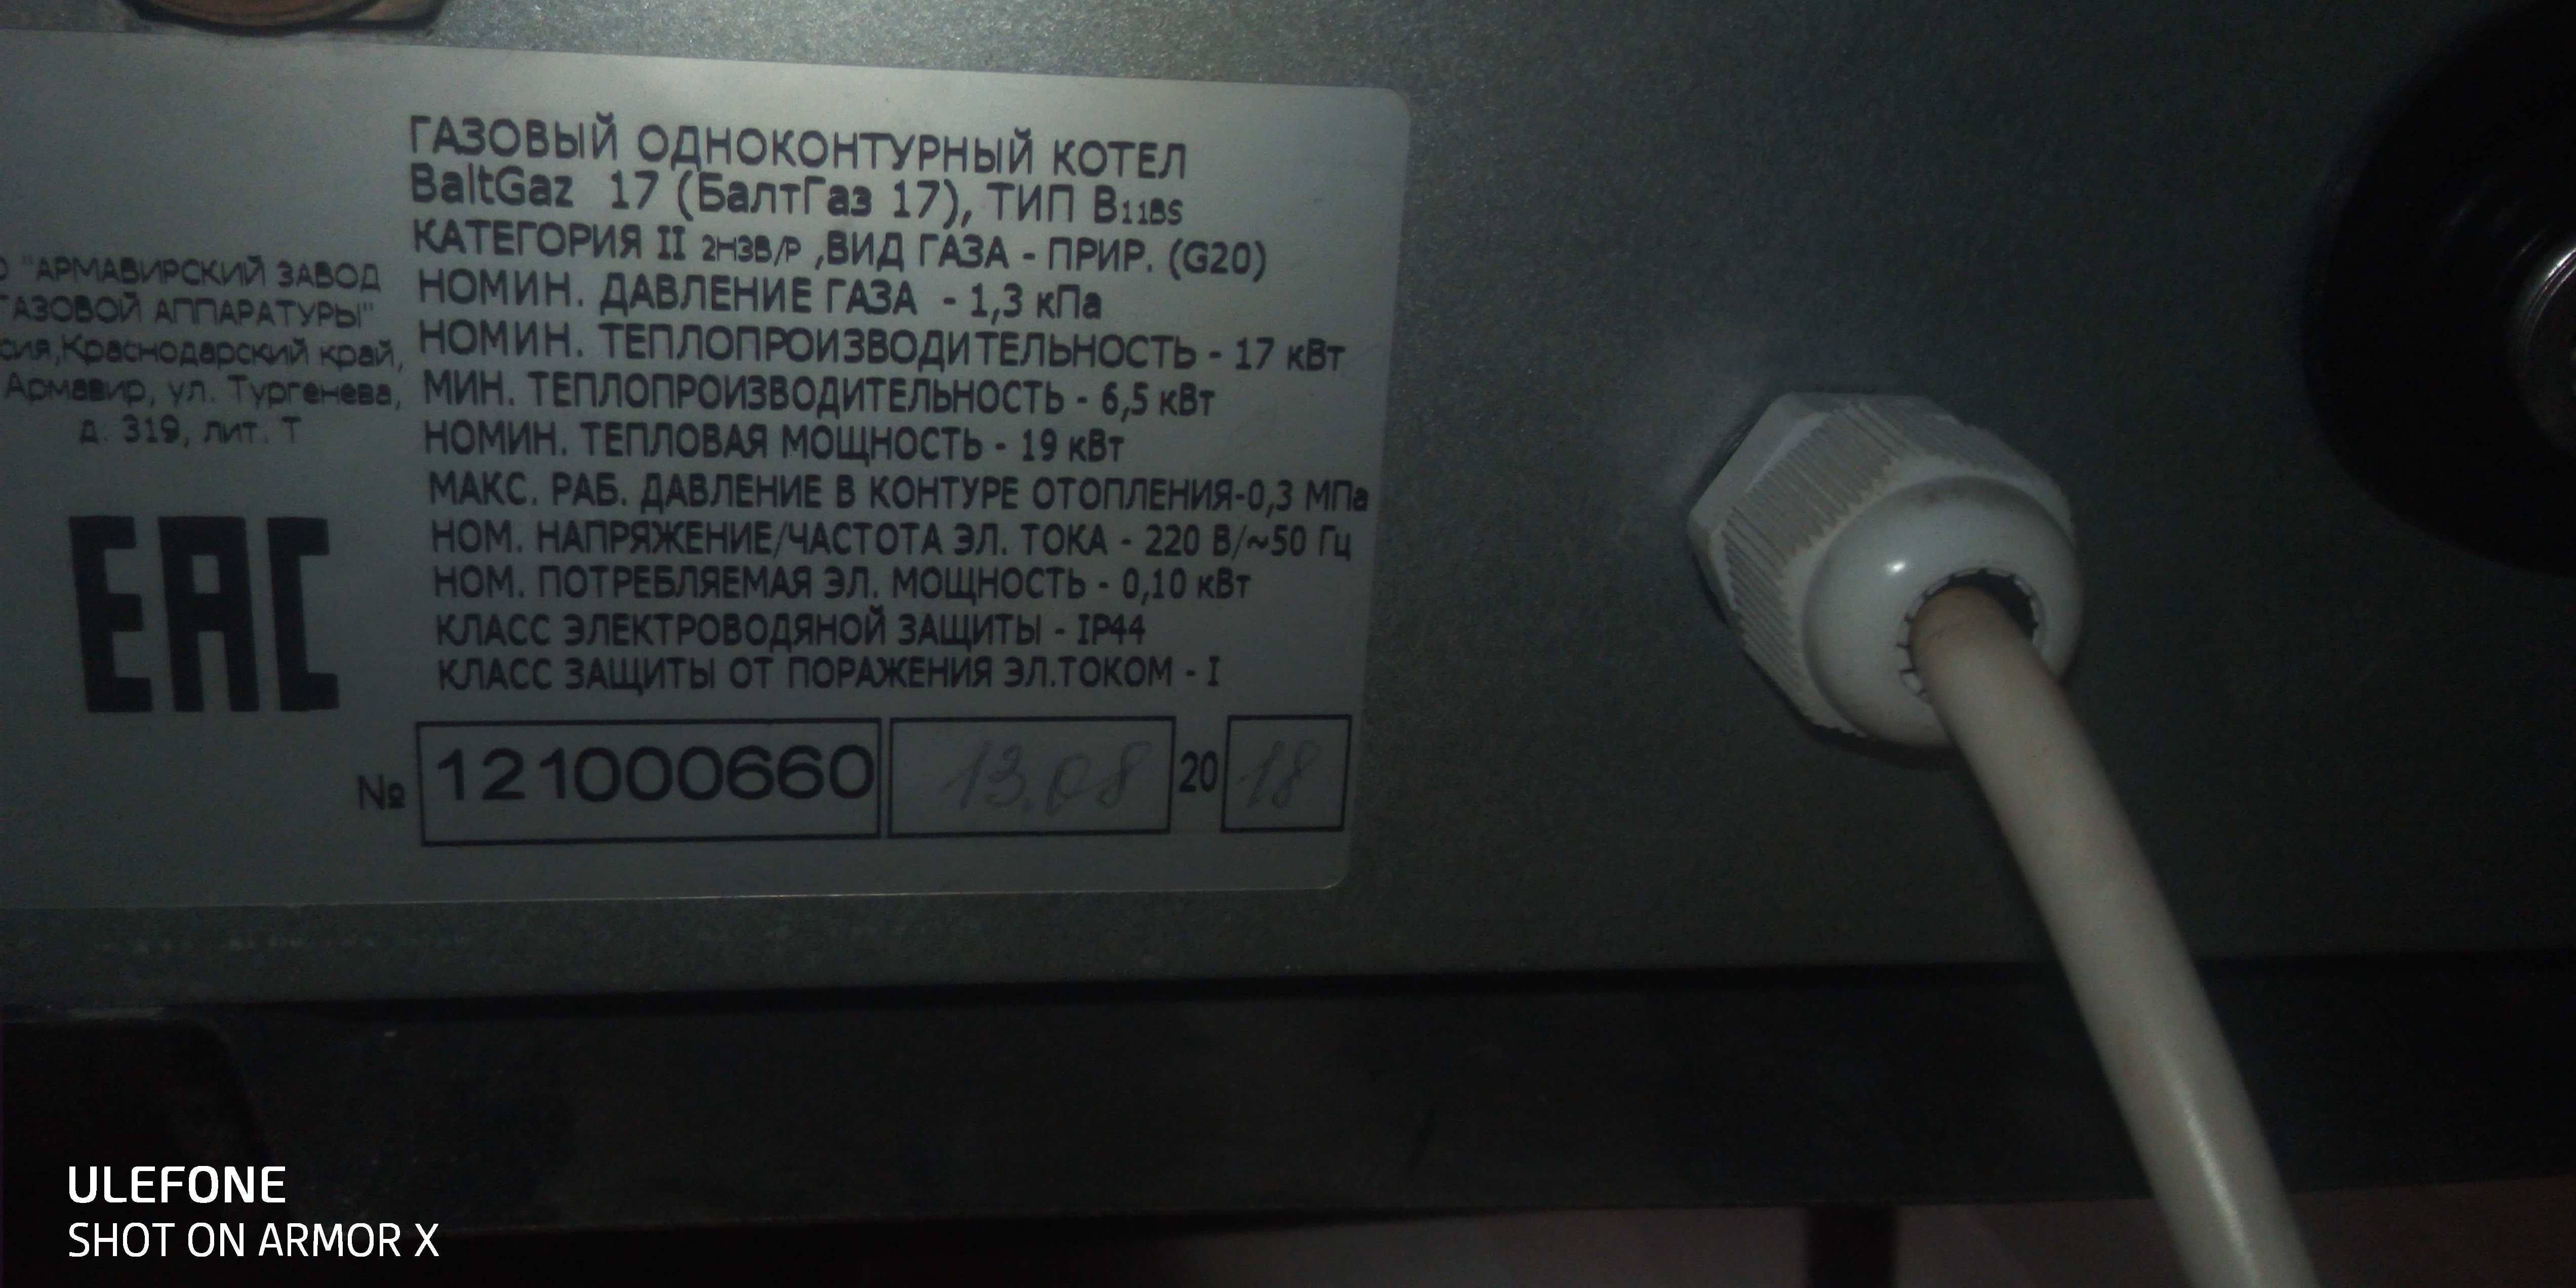 "АРМАВИРСКИЙ ЗАВОД
ГАЗОВОЙ АППАРАТУРЫ"
Краснодарский край,
Армавир, ул. Тургенева,
д. 319, лит. Т
EAC
ГАЗОВЫЙ ОДНОКОНТУРНЫЙ КОТЕЛ
BaltGaz 17 (БалтГаз 17), ТИП B11BS
КАТЕГОРИЯ II 2H3B/P ,ВИД ГАЗА - ПРИР. (G20)
НОМИН. ДАВЛЕНИЕ ГАЗА - 1,3 кПа
НОМИН. ТЕПЛОПРОИЗВОДИТЕЛЬНОСТЬ - 17 кВт
МИН. ТЕПЛОПРОИЗВОДИТЕЛЬНОСТЬ - 6,5 кВт
НОМИН. ТЕПЛОВАЯ МОЩНОСТЬ - 19 кВт
МАКС. РАБ. ДАВЛЕНИЕ В КОНТУРЕ ОТОПЛЕНИЯ-0,3 МПа
НОМ. НАПРЯЖЕНИЕ/ЧАСТОТА ЭЛ. ТОКА - 220 В/~50 Гц
НОМ. ПОТРЕБЛЯЕМАЯ ЭЛ. МОЩНОСТЬ - 0,10 кВт
КЛАСС ЭЛЕКТРОВОДЯНОЙ ЗАЩИТЫ - IP44
КЛАСС ЗАЩИТЫ ОТ ПОРАЖЕНИЯ ЭЛ.ТОКОМ - I
№ 121000660 13.08 20 18
ULEFONE
SHOT ON ARMOR X